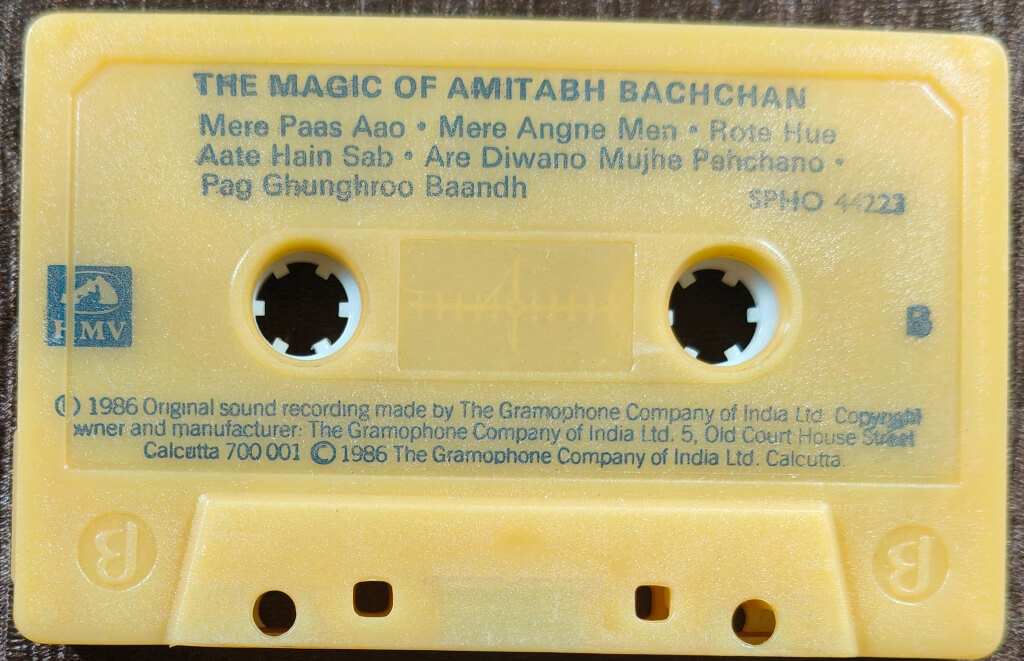 THE MAGIC OF AMITABH BACHCHAN
Mere Paas Aao • Mere Angne Men • Rote Hue
Aate Hain Sab • Are Diwano Mujhe Pehchano •
Pag Ghunghroo Baandh
SPHO 44223
HMV
B
Ⓟ 1986 Original sound recording made by The Gramophone Company of India Ltd. Copyright
owner and manufacturer: The Gramophone Company of India Ltd. 5, Old Court House Street
Calcutta 700 001 © 1986 The Gramophone Company of India Ltd. Calcutta.
B B